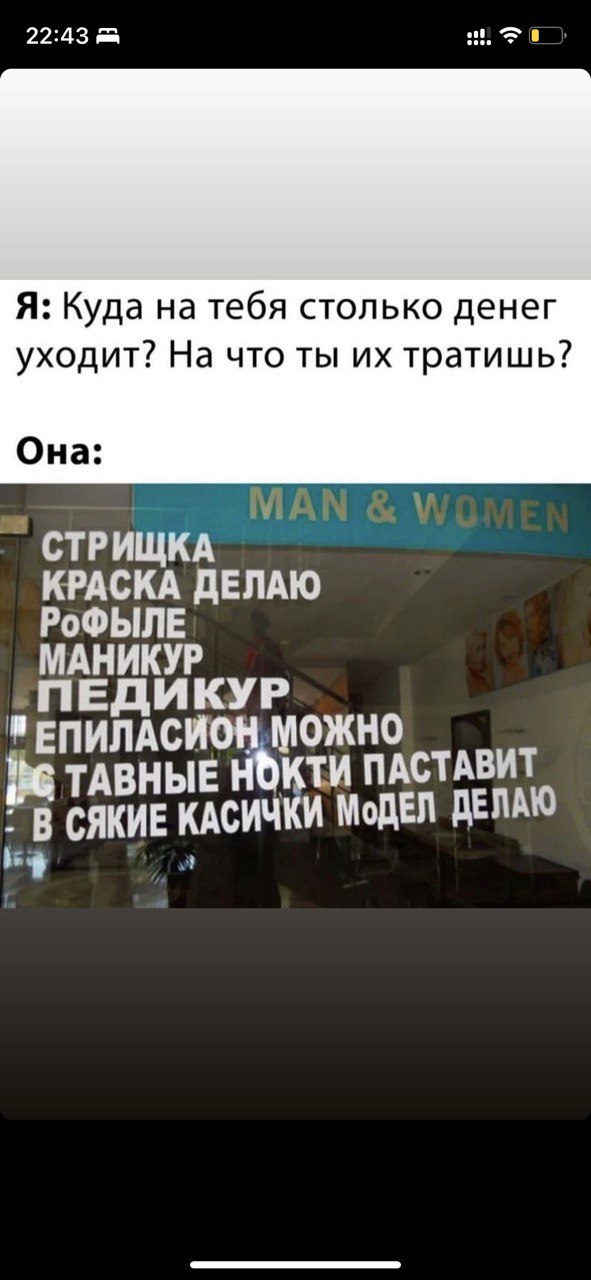 22:43
Я: Куда на тебя столько денег
уходит? На что ты их тратишь?
Она:
MAN & WOMEN
СТРИЩКА
КРАСКА ДЕЛАЮ
РоФЫЛЕ
МАНИКУР
ПЕДИКУР
ЕПИЛАСИОН МОЖНО
С ТАВНЫЕ НОКТИ ПАСТАВИТ
В СЯКИЕ КАСИЧКИ МоДЕЛ ДЕЛАЮ